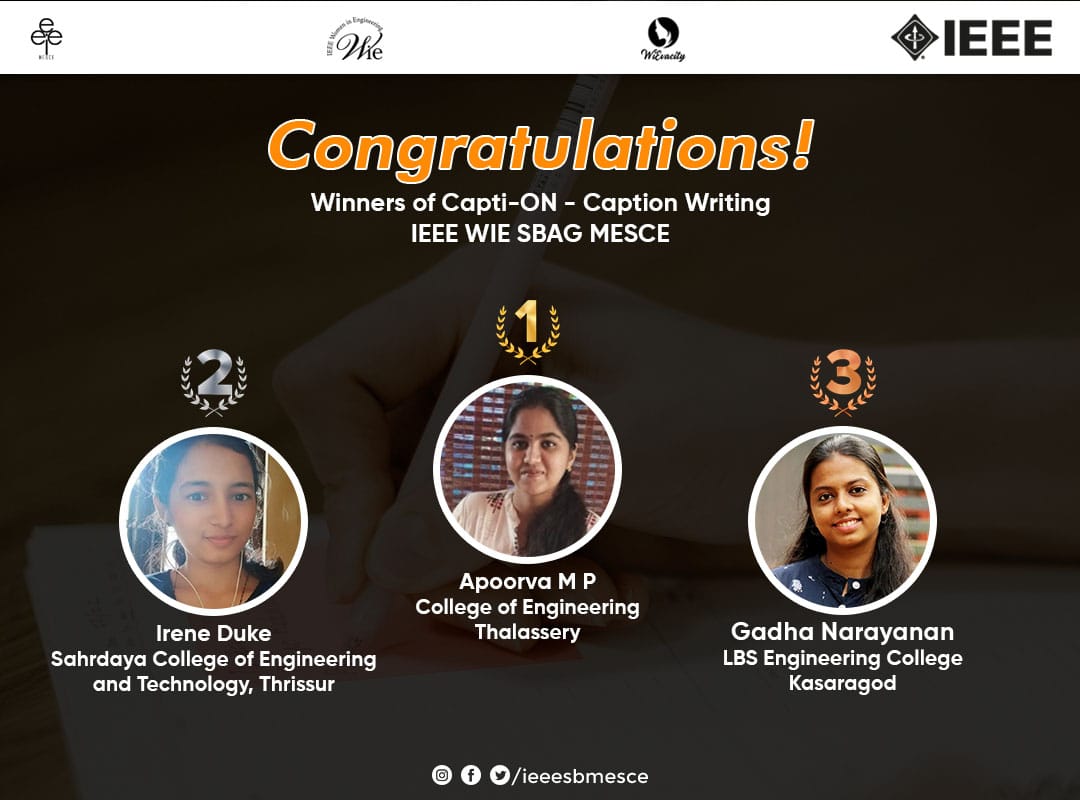 eye
MESCE
IEEE Women in Engineering
Wie
WiEvacity
IEEE
Congratulations!
Winners of Capti-ON - Caption Writing
IEEE WIE SBAG MESCE
1
2
3
Apoorva M P
College of Engineering
Thalassery
Irene Duke
Sahrdaya College of Engineering
and Technology, Thrissur
Gadha Narayanan
LBS Engineering College
Kasaragod
/ieeesbmesce